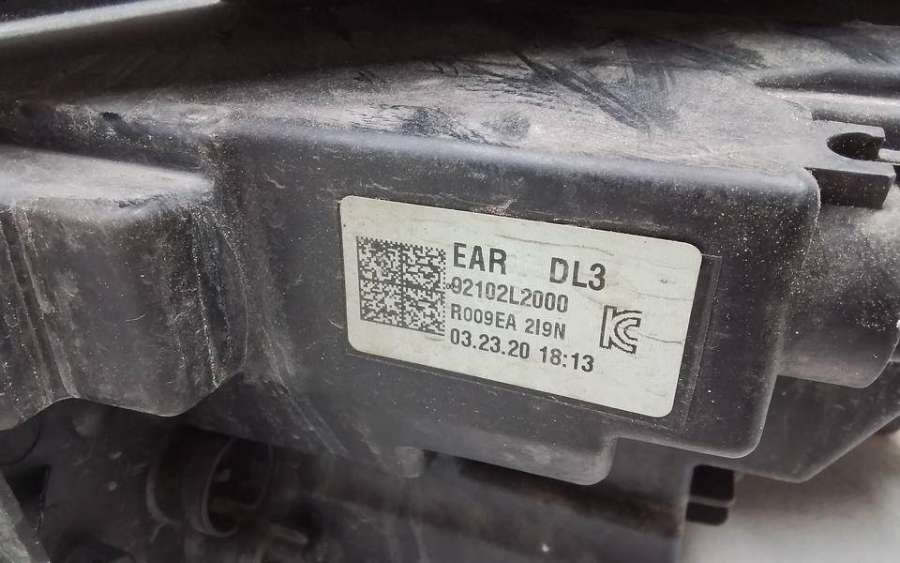 EAR DL3
92102L2000
R009EA 2I9N
03.23.20 18:13